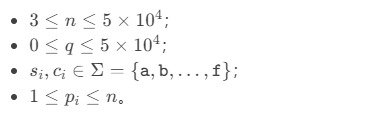 • 3 ≤ n ≤ 5 × 10⁴;
• 0 ≤ q ≤ 5 × 10⁴;
• sᵢ, cᵢ ∈ Σ = {a, b, …, f};
• 1 ≤ pᵢ ≤ n。